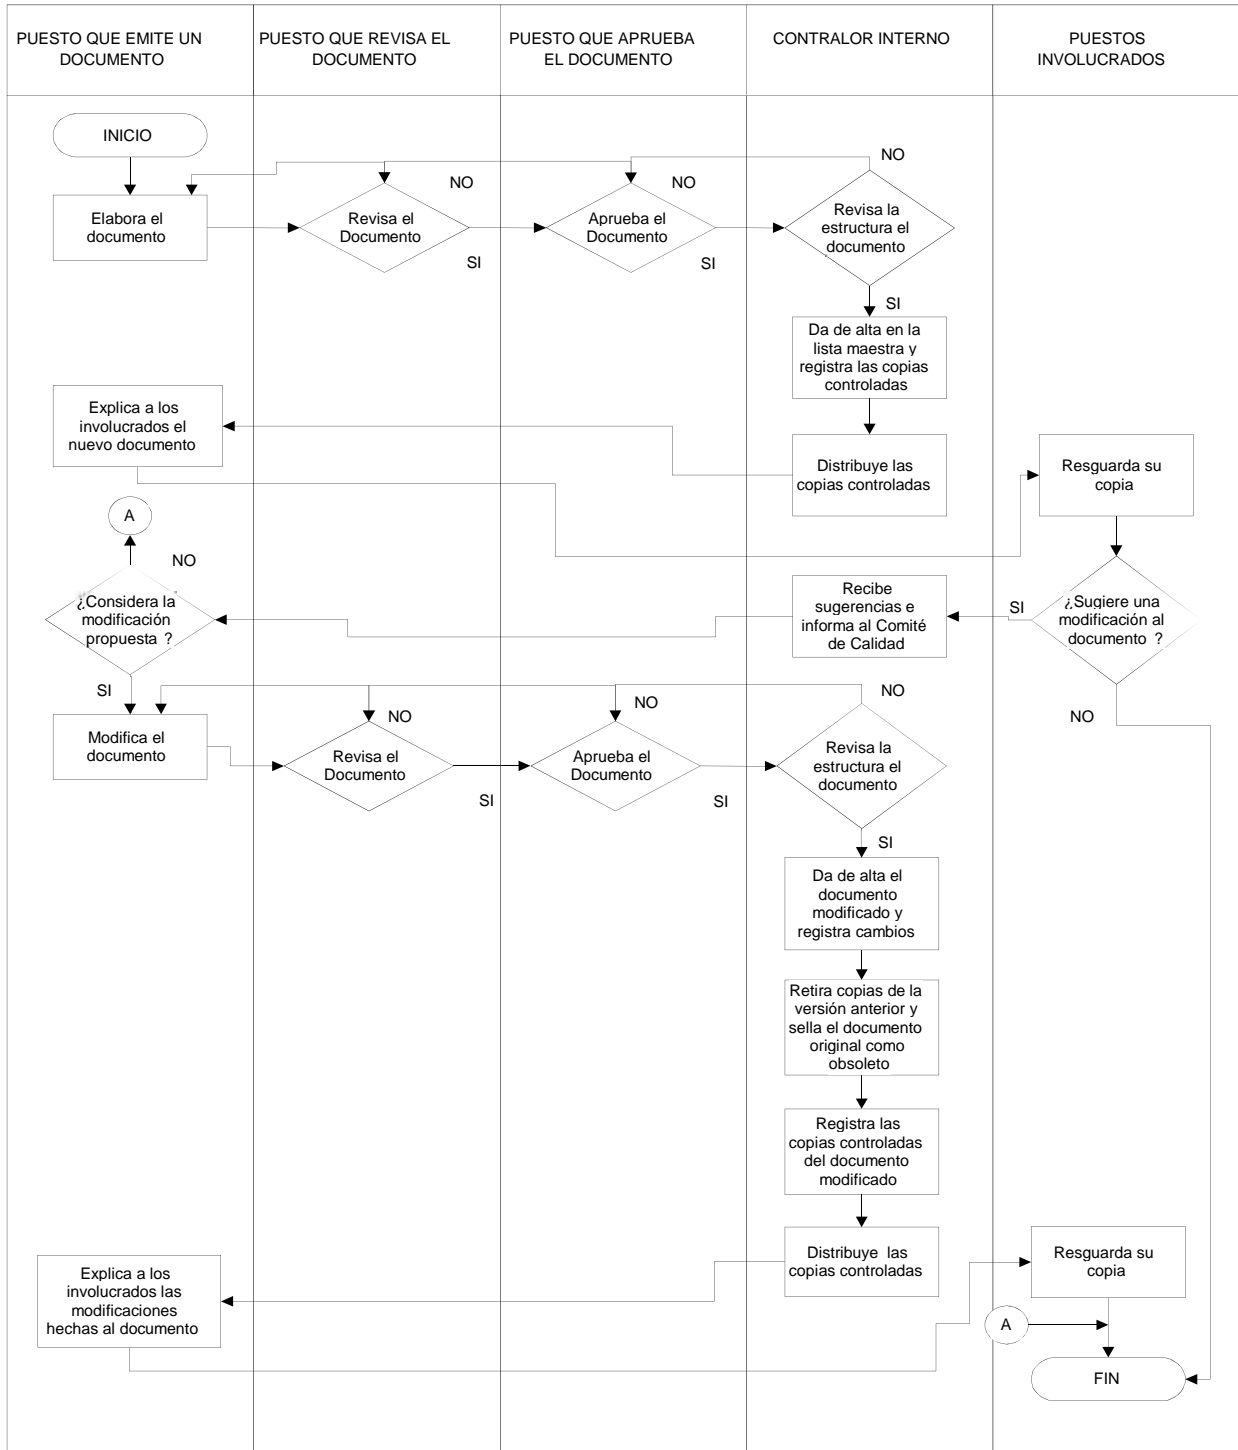 PUESTO QUE EMITE UN
DOCUMENTO
PUESTO QUE REVISA EL
DOCUMENTO
PUESTO QUE APRUEBA
EL DOCUMENTO
CONTRALOR INTERNO
PUESTOS
INVOLUCRADOS
INICIO
Elabora el
documento
Revisa el
Documento
NO
SI
Aprueba el
Documento
NO
SI
Revisa la
estructura el
documento
NO
SI
Da de alta en la
lista maestra y
registra las copias
controladas
Distribuye las
copias controladas
Explica a los
involucrados el
nuevo documento
Resguarda su
copia
¿Sugiere una
modificación al
documento ?
SI
NO
Recibe
sugerencias e
informa al Comité
de Calidad
A
NO
¿Considera la
modificación
propuesta ?
SI
Modifica el
documento
Revisa el
Documento
NO
SI
Aprueba el
Documento
NO
SI
Revisa la
estructura el
documento
NO
SI
Da de alta el
documento
modificado y
registra cambios
Retira copias de la
versión anterior y
sella el documento
original como
obsoleto
Registra las
copias controladas
del documento
modificado
Distribuye las
copias controladas
Explica a los
involucrados las
modificaciones
hechas al documento
Resguarda su
copia
A
FIN